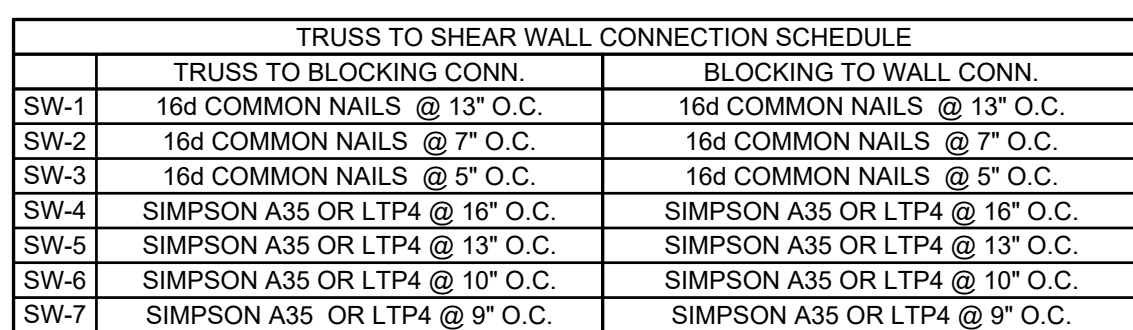 TRUSS TO SHEAR WALL CONNECTION SCHEDULE
TRUSS TO BLOCKING CONN. BLOCKING TO WALL CONN.
SW-1 16d COMMON NAILS @ 13" O.C. 16d COMMON NAILS @ 13" O.C.
SW-2 16d COMMON NAILS @ 7" O.C. 16d COMMON NAILS @ 7" O.C.
SW-3 16d COMMON NAILS @ 5" O.C. 16d COMMON NAILS @ 5" O.C.
SW-4 SIMPSON A35 OR LTP4 @ 16" O.C. SIMPSON A35 OR LTP4 @ 16" O.C.
SW-5 SIMPSON A35 OR LTP4 @ 13" O.C. SIMPSON A35 OR LTP4 @ 13" O.C.
SW-6 SIMPSON A35 OR LTP4 @ 10" O.C. SIMPSON A35 OR LTP4 @ 10" O.C.
SW-7 SIMPSON A35 OR LTP4 @ 9" O.C. SIMPSON A35 OR LTP4 @ 9" O.C.